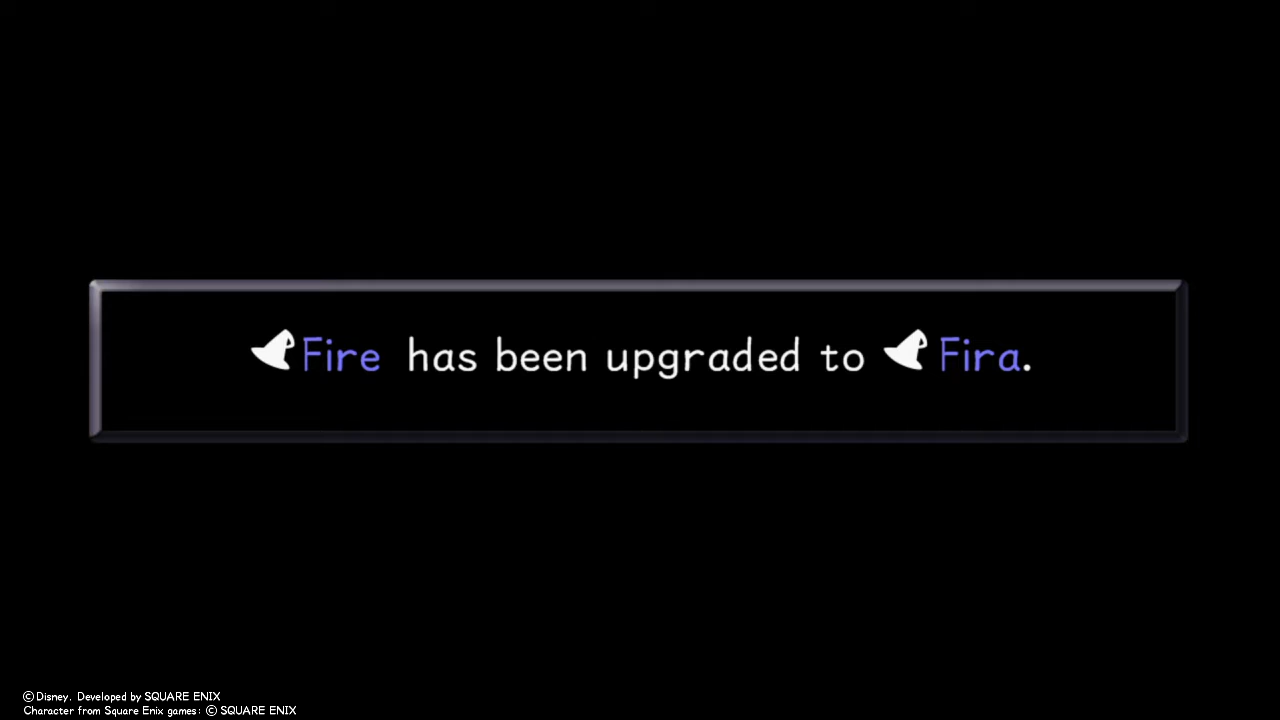 Fire has been upgraded to Fira.
©Disney. Developed by SQUARE ENIX
Character from Square Enix games: © SQUARE ENIX